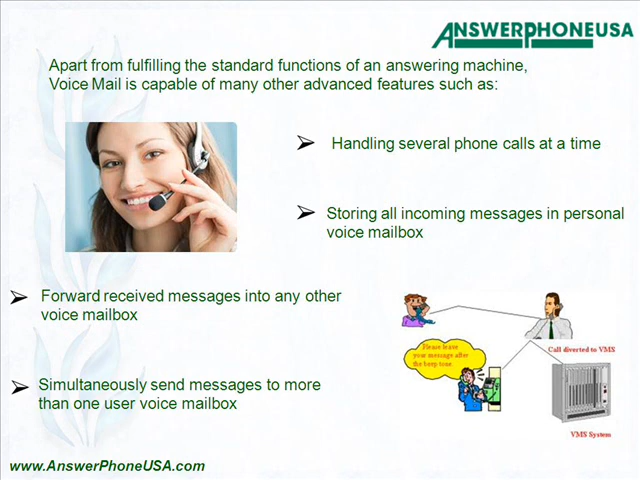 ANSWERPHONEUSA
Apart from fulfilling the standard functions of an answering machine,
Voice Mail is capable of many other advanced features such as:
Handling several phone calls at a time
Storing all incoming messages in personal
voice mailbox
Forward received messages into any other
voice mailbox
Simultaneously send messages to more
than one user voice mailbox
Please leave
your message after
the beep tone
Call diverted to VMS
VMS System
www.AnswerPhoneUSA.com